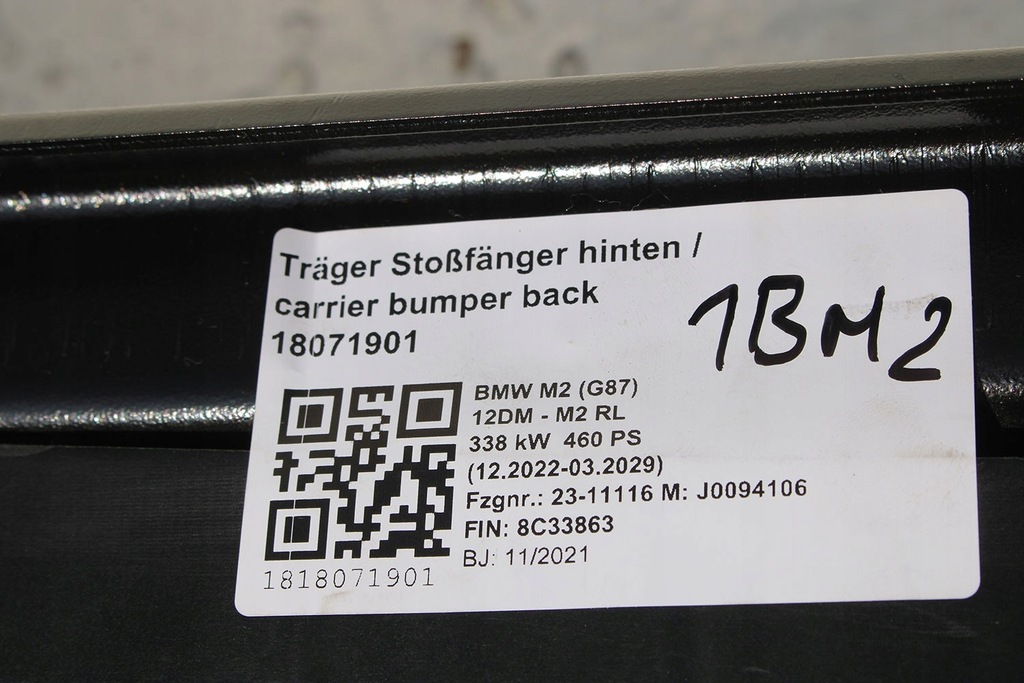 Träger Stoßfänger hinten /
carrier bumper back
18071901
1BM2
BMW M2 (G87)
12DM - M2 RL
338 kW 460 PS
(12.2022-03.2029)
Fzgnr.: 23-11116 M: J0094106
FIN: 8C33863
BJ: 11/2021
1818071901